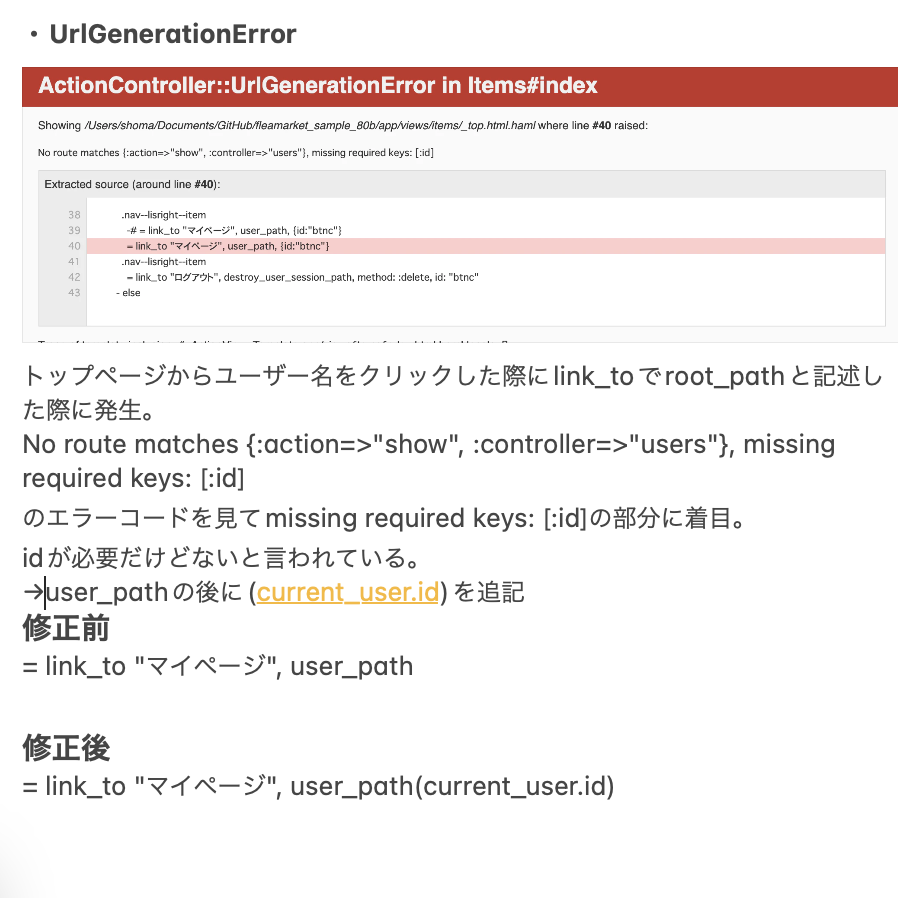 ・UrlGenerationError
ActionController::UrlGenerationError in Items#index
Showing /Users/shoma/Documents/GitHub/fleamarket_sample_80b/app/views/items/_top.html.haml where line #40 raised:
No route matches {:action=>"show", :controller=>"users"}, missing required keys: [:id]
Extracted source (around line #40):
38 .nav--lisright--item
39 -# = link_to "マイページ", user_path, {id:"btnc"}
40 = link_to "マイページ", user_path, {id:"btnc"}
41 .nav--lisright--item
42 = link_to "ログアウト", destroy_user_session_path, method: :delete, id: "btnc"
43 - else
トップページからユーザー名をクリックした際にlink_toでroot_pathと記述し
た際に発生。
No route matches {:action=>"show", :controller=>"users"}, missing
required keys: [:id]
のエラーコードを見てmissing required keys: [:id]の部分に着目。
idが必要だけどないと言われている。
→user_pathの後に (current_user.id) を追記
修正前
= link_to "マイページ", user_path
修正後
= link_to "マイページ", user_path(current_user.id)